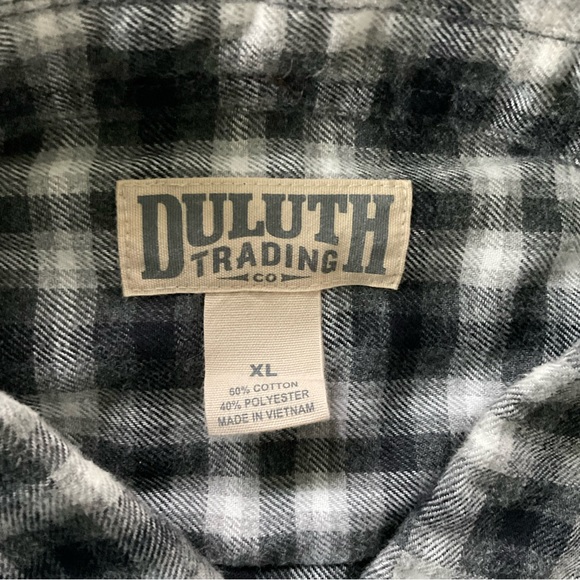 DULUTH
TRADING
CO
XL
60% COTTON
40% POLYESTER
MADE IN VIETNAM